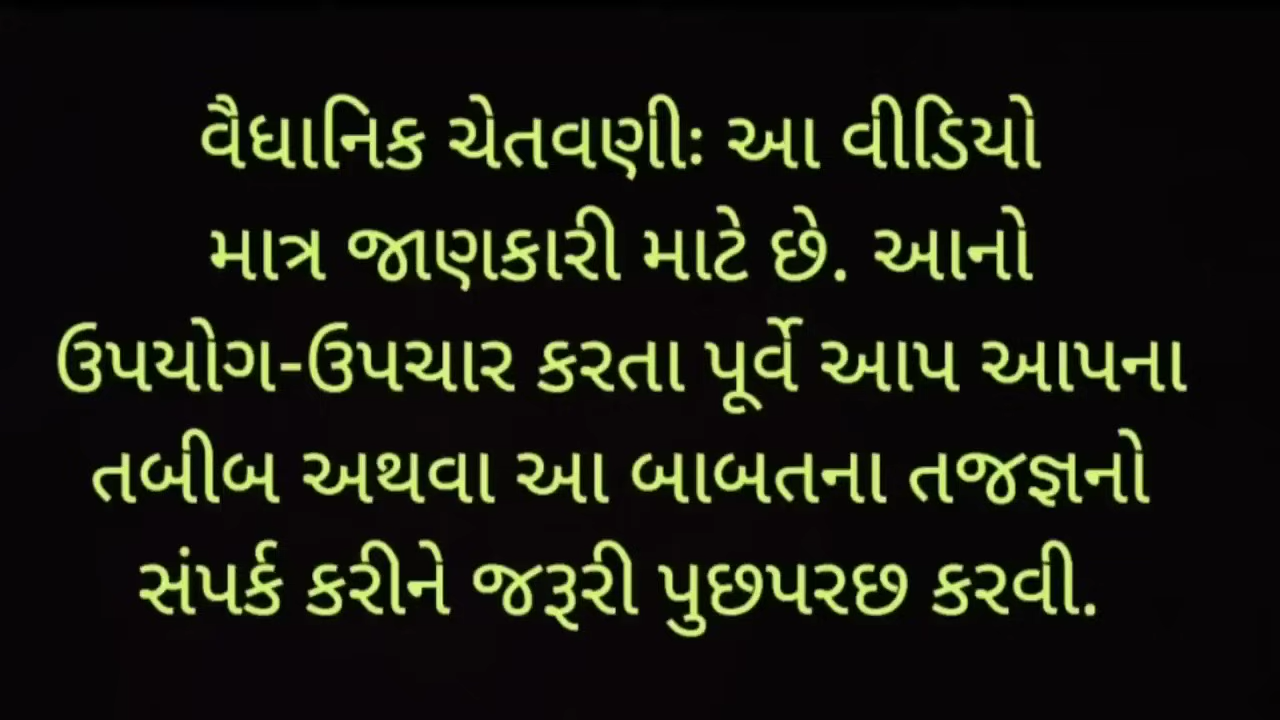 વૈધાનિક ચેતવણીઃ આ વીડિયો
માત્ર જાણકારી માટે છે. આનો
ઉપયોગ-ઉપચાર કરતા પૂર્વે આપ આપના
તબીબ અથવા આ બાબતના તજજ્ઞનો
સંપર્ક કરીને જરૂરી પુછપરછ કરવી.